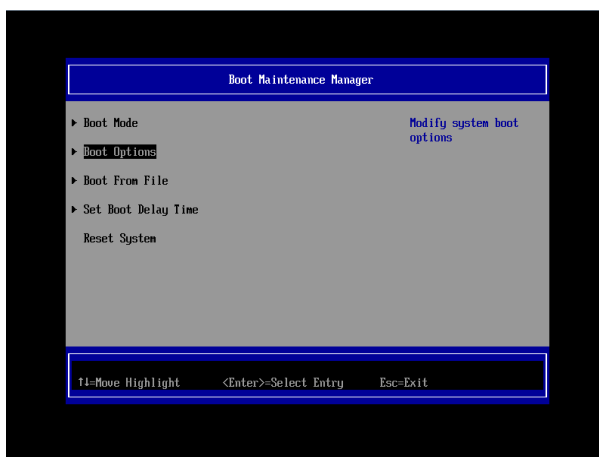 Boot Maintenance Manager
▶ Boot Mode
Modify system boot
options
▶ Boot Options
▶ Boot From File
▶ Set Boot Delay Time
Reset System
↑↓=Move Highlight <Enter>=Select Entry Esc=Exit